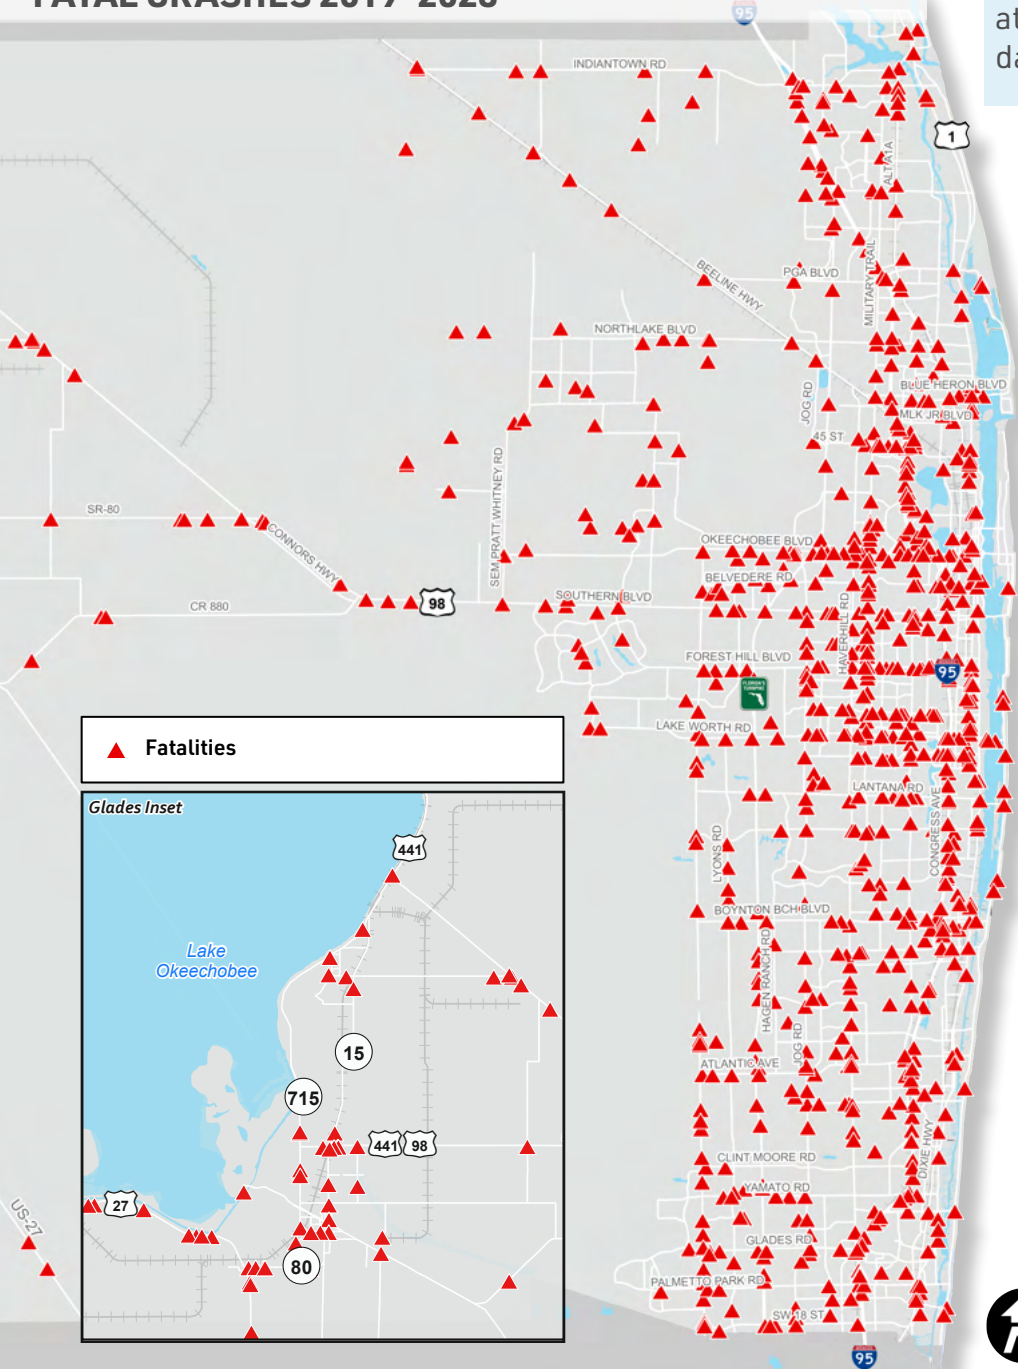 FATAL CRASHES 2019-2023
95
at
da
INDIANTOWN RD
1
ALT A1A
BEELINE HWY
PGA BLVD
MILITARY TRAIL
NORTHLAKE BLVD
JOG RD
BLUE HERON BLVD
MLK JR BLVD
45 ST
SEM PRATT WHITNEY RD
SR-80
CONNORS HWY
OKEECHOBEE BLVD
BELVEDERE RD
98
CR 880
SOUTHERN BLVD
HAVERHILL RD
FOREST HILL BLVD
95
FLORIDA'S
TURNPIKE
LAKE WORTH RD
Fatalities
Glades Inset
LANTANA RD
CONGRESS AVE
441
LYONS RD
BOYNTON BCH BLVD
Lake
Okeechobee
HAGEN RANCH RD
15
JOG RD
ATLANTIC AVE
715
441
98
DIXIE HWY
CLINT MOORE RD
YAMATO RD
27
US-27
GLADES RD
80
PALMETTO PARK RD
SW 18 ST
95